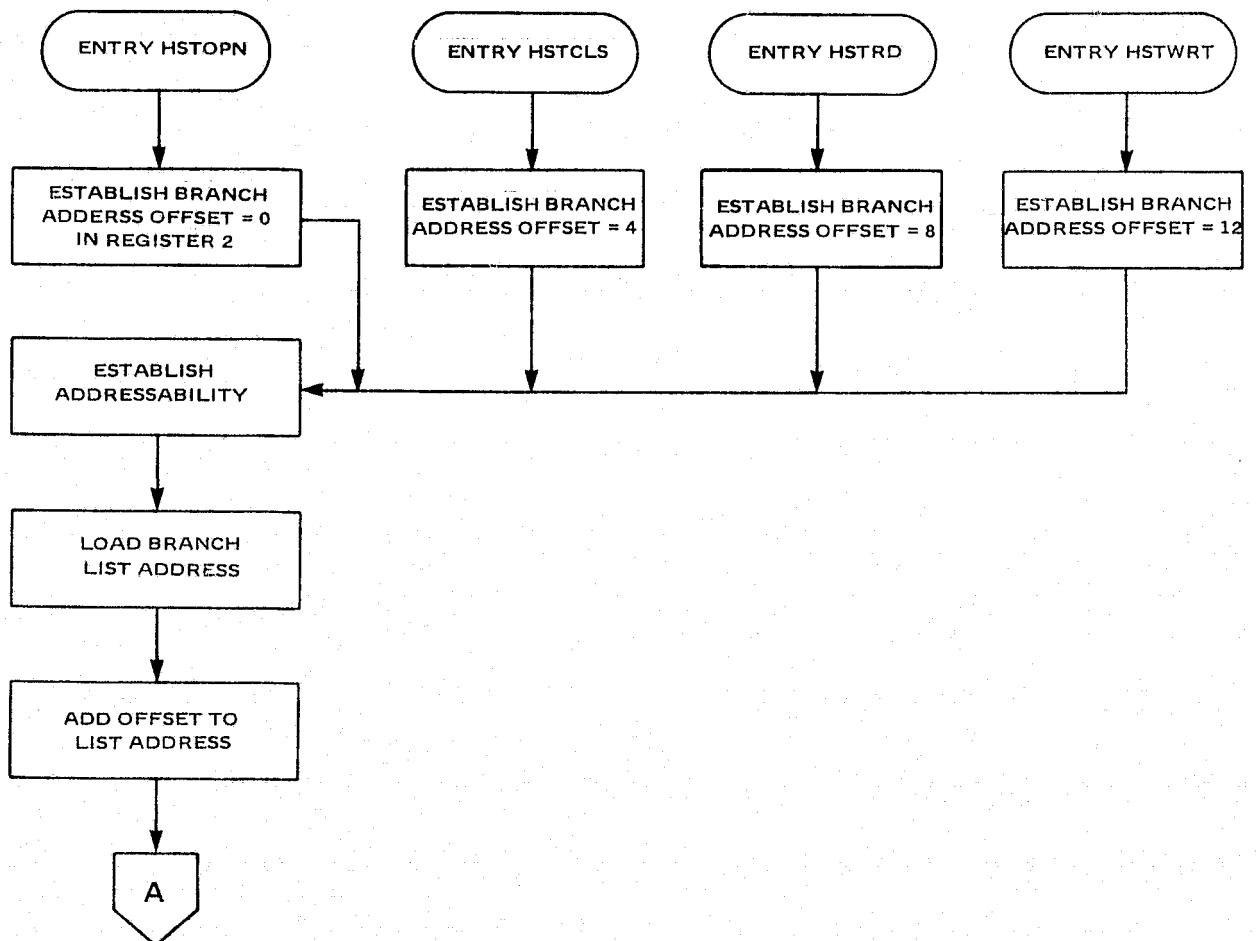 ENTRY HSTOPN
ENTRY HSTCLS
ENTRY HSTRD
ENTRY HSTWRT
ESTABLISH BRANCH
ADDERSS OFFSET = 0
IN REGISTER 2
ESTABLISH BRANCH
ADDRESS OFFSET = 4
ESTABLISH BRANCH
ADDRESS OFFSET = 8
ESTABLISH BRANCH
ADDRESS OFFSET = 12
ESTABLISH
ADDRESSABILITY
LOAD BRANCH
LIST ADDRESS
ADD OFFSET TO
LIST ADDRESS
A